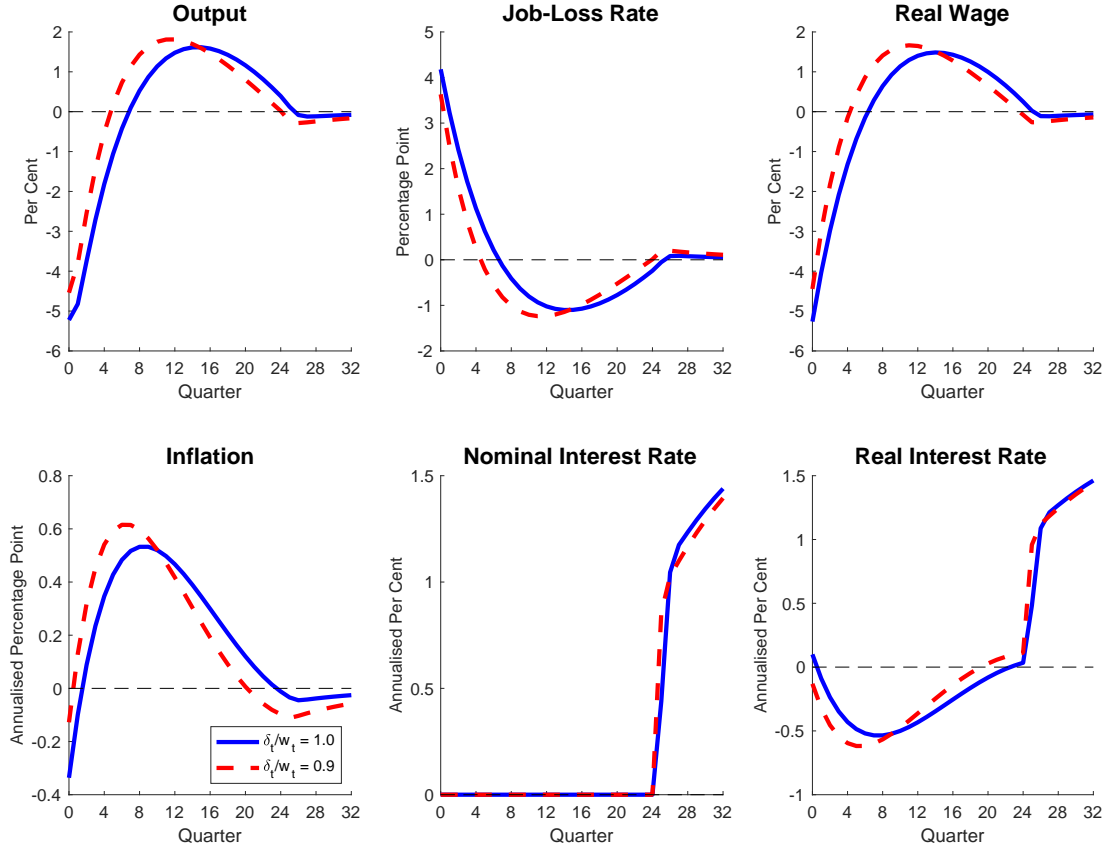 Output
Per Cent
2
1
0
-1
-2
-3
-4
-5
-6
0 4 8 12 16 20 24 28 32
Quarter
Job-Loss Rate
Percentage Point
5
4
3
2
1
0
-1
-2
0 4 8 12 16 20 24 28 32
Quarter
Real Wage
Per Cent
2
1
0
-1
-2
-3
-4
-5
-6
0 4 8 12 16 20 24 28 32
Quarter
Inflation
Annualised Percentage Point
0.8
0.6
0.4
0.2
0
-0.2
-0.4
δt/wt = 1.0
δt/wt = 0.9
0 4 8 12 16 20 24 28 32
Quarter
Nominal Interest Rate
Annualised Per Cent
1.5
1
0.5
0
0 4 8 12 16 20 24 28 32
Quarter
Real Interest Rate
Annualised Per Cent
1.5
1
0.5
0
-0.5
-1
0 4 8 12 16 20 24 28 32
Quarter